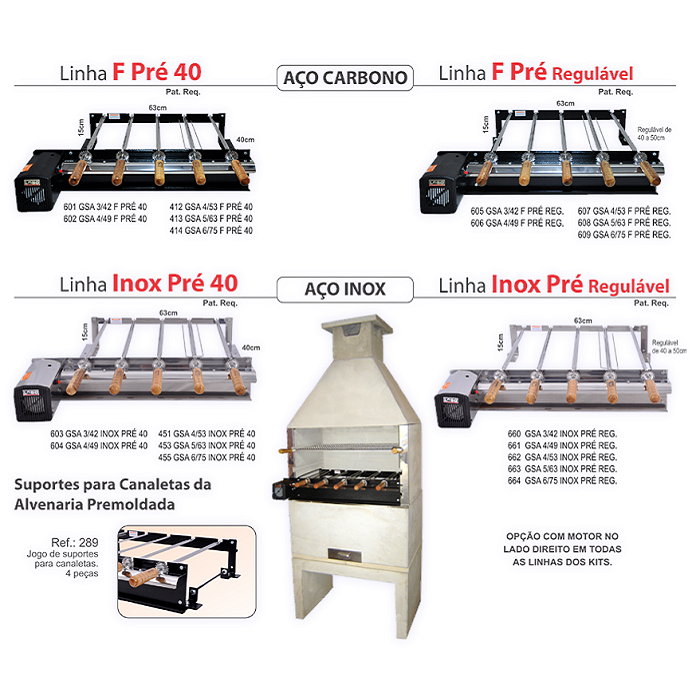 Linha F Pré 40
Pat. Req.
AÇO CARBONO
Linha F Pré Regulável
Pat. Req.
63cm
15cm
40cm
601 GSA 3/42 F PRÉ 40
602 GSA 4/49 F PRÉ 40
412 GSA 4/53 F PRÉ 40
413 GSA 5/63 F PRÉ 40
414 GSA 6/75 F PRÉ 40
63cm
15cm
Regulável de
40 a 50cm
605 GSA 3/42 F PRÉ REG.
606 GSA 4/49 F PRÉ REG.
607 GSA 4/53 F PRÉ REG.
608 GSA 5/63 F PRÉ REG.
609 GSA 6/75 F PRÉ REG.
Linha Inox Pré 40
Pat. Req.
AÇO INOX
Linha Inox Pré Regulável
Pat. Req.
63cm
15cm
40cm
603 GSA 3/42 INOX PRÉ 40
604 GSA 4/49 INOX PRÉ 40
451 GSA 4/53 INOX PRÉ 40
453 GSA 5/63 INOX PRÉ 40
455 GSA 6/75 INOX PRÉ 40
63cm
15cm
Regulável
de 40 a 50cm
660 GSA 3/42 INOX PRÉ REG.
661 GSA 4/49 INOX PRÉ REG.
662 GSA 4/53 INOX PRÉ REG.
663 GSA 5/63 INOX PRÉ REG.
664 GSA 6/75 INOX PRÉ REG.
Suportes para Canaletas da
Alvenaria Premoldada
Ref.: 289
Jogo de suportes
para canaletas.
4 peças
OPÇÃO COM MOTOR NO
LADO DIREITO EM TODAS
AS LINHAS DOS KITS.